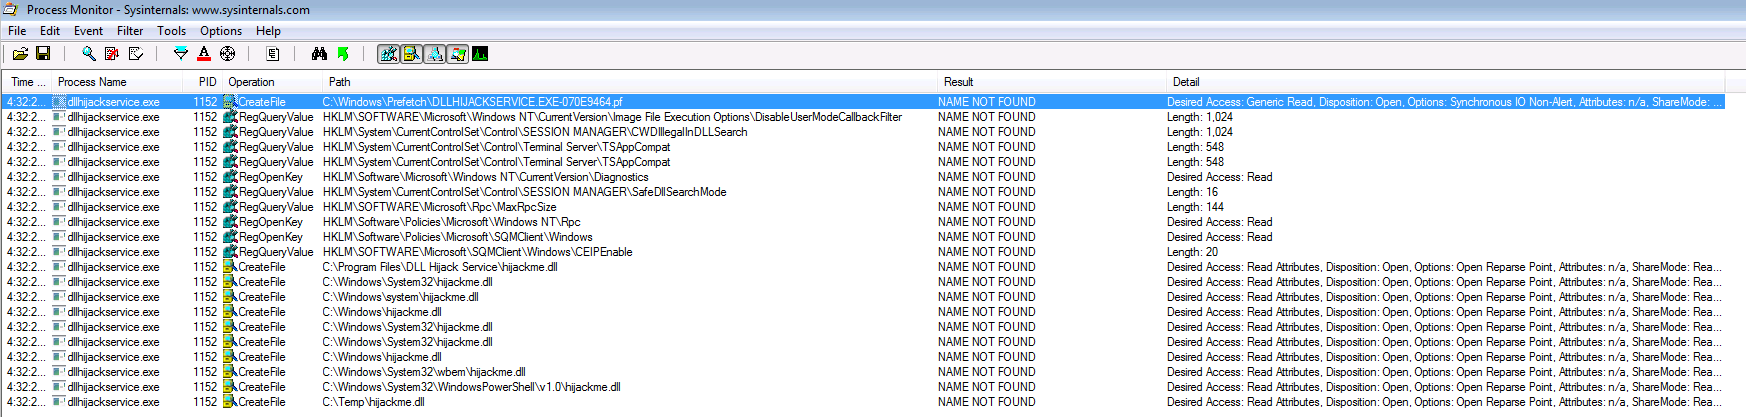 Process Monitor - Sysinternals: www.sysinternals.com
File Edit Event Filter Tools Options Help
Time ... Process Name PID Operation Path Result Detail
4:32:2... dllhijackservice.exe 1152 CreateFile C:\Windows\Prefetch\DLLHIJACKSERVICE.EXE-070E9464.pf NAME NOT FOUND Desired Access: Generic Read, Disposition: Open, Options: Synchronous IO Non-Alert, Attributes: n/a, ShareMode: ...
4:32:2... dllhijackservice.exe 1152 RegQueryValue HKLM\SOFTWARE\Microsoft\Windows NT\CurrentVersion\Image File Execution Options\DisableUserModeCallbackFilter NAME NOT FOUND Length: 1,024
4:32:2... dllhijackservice.exe 1152 RegQueryValue HKLM\System\CurrentControlSet\Control\SESSION MANAGER\CWDIllegalInDLLSearch NAME NOT FOUND Length: 1,024
4:32:2... dllhijackservice.exe 1152 RegQueryValue HKLM\System\CurrentControlSet\Control\Terminal Server\TSAppCompat NAME NOT FOUND Length: 548
4:32:2... dllhijackservice.exe 1152 RegQueryValue HKLM\System\CurrentControlSet\Control\Terminal Server\TSAppCompat NAME NOT FOUND Length: 548
4:32:2... dllhijackservice.exe 1152 RegOpenKey HKLM\Software\Microsoft\Windows NT\CurrentVersion\Diagnostics NAME NOT FOUND Desired Access: Read
4:32:2... dllhijackservice.exe 1152 RegQueryValue HKLM\System\CurrentControlSet\Control\SESSION MANAGER\SafeDllSearchMode NAME NOT FOUND Length: 16
4:32:2... dllhijackservice.exe 1152 RegQueryValue HKLM\SOFTWARE\Microsoft\Rpc\MaxRpcSize NAME NOT FOUND Length: 144
4:32:2... dllhijackservice.exe 1152 RegOpenKey HKLM\Software\Policies\Microsoft\Windows NT\Rpc NAME NOT FOUND Desired Access: Read
4:32:2... dllhijackservice.exe 1152 RegOpenKey HKLM\Software\Policies\Microsoft\SQMClient\Windows NAME NOT FOUND Desired Access: Read
4:32:2... dllhijackservice.exe 1152 RegQueryValue HKLM\SOFTWARE\Microsoft\SQMClient\Windows\CEIPEnable NAME NOT FOUND Length: 20
4:32:2... dllhijackservice.exe 1152 CreateFile C:\Program Files\DLL Hijack Service\hijackme.dll NAME NOT FOUND Desired Access: Read Attributes, Disposition: Open, Options: Open Reparse Point, Attributes: n/a, ShareMode: Rea...
4:32:2... dllhijackservice.exe 1152 CreateFile C:\Windows\System32\hijackme.dll NAME NOT FOUND Desired Access: Read Attributes, Disposition: Open, Options: Open Reparse Point, Attributes: n/a, ShareMode: Rea...
4:32:2... dllhijackservice.exe 1152 CreateFile C:\Windows\system\hijackme.dll NAME NOT FOUND Desired Access: Read Attributes, Disposition: Open, Options: Open Reparse Point, Attributes: n/a, ShareMode: Rea...
4:32:2... dllhijackservice.exe 1152 CreateFile C:\Windows\hijackme.dll NAME NOT FOUND Desired Access: Read Attributes, Disposition: Open, Options: Open Reparse Point, Attributes: n/a, ShareMode: Rea...
4:32:2... dllhijackservice.exe 1152 CreateFile C:\Windows\System32\hijackme.dll NAME NOT FOUND Desired Access: Read Attributes, Disposition: Open, Options: Open Reparse Point, Attributes: n/a, ShareMode: Rea...
4:32:2... dllhijackservice.exe 1152 CreateFile C:\Windows\System32\hijackme.dll NAME NOT FOUND Desired Access: Read Attributes, Disposition: Open, Options: Open Reparse Point, Attributes: n/a, ShareMode: Rea...
4:32:2... dllhijackservice.exe 1152 CreateFile C:\Windows\hijackme.dll NAME NOT FOUND Desired Access: Read Attributes, Disposition: Open, Options: Open Reparse Point, Attributes: n/a, ShareMode: Rea...
4:32:2... dllhijackservice.exe 1152 CreateFile C:\Windows\System32\wbem\hijackme.dll NAME NOT FOUND Desired Access: Read Attributes, Disposition: Open, Options: Open Reparse Point, Attributes: n/a, ShareMode: Rea...
4:32:2... dllhijackservice.exe 1152 CreateFile C:\Windows\System32\WindowsPowerShell\v1.0\hijackme.dll NAME NOT FOUND Desired Access: Read Attributes, Disposition: Open, Options: Open Reparse Point, Attributes: n/a, ShareMode: Rea...
4:32:2... dllhijackservice.exe 1152 CreateFile C:\Temp\hijackme.dll NAME NOT FOUND Desired Access: Read Attributes, Disposition: Open, Options: Open Reparse Point, Attributes: n/a, ShareMode: Rea...